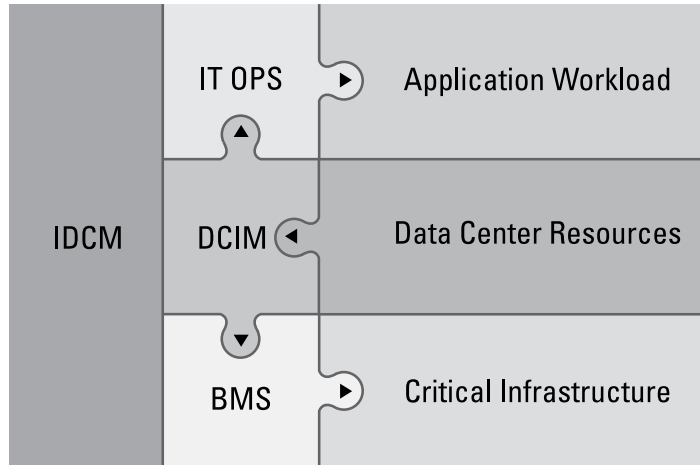 IDCM
IT OPS
Application Workload
DCIM
Data Center Resources
BMS
Critical Infrastructure